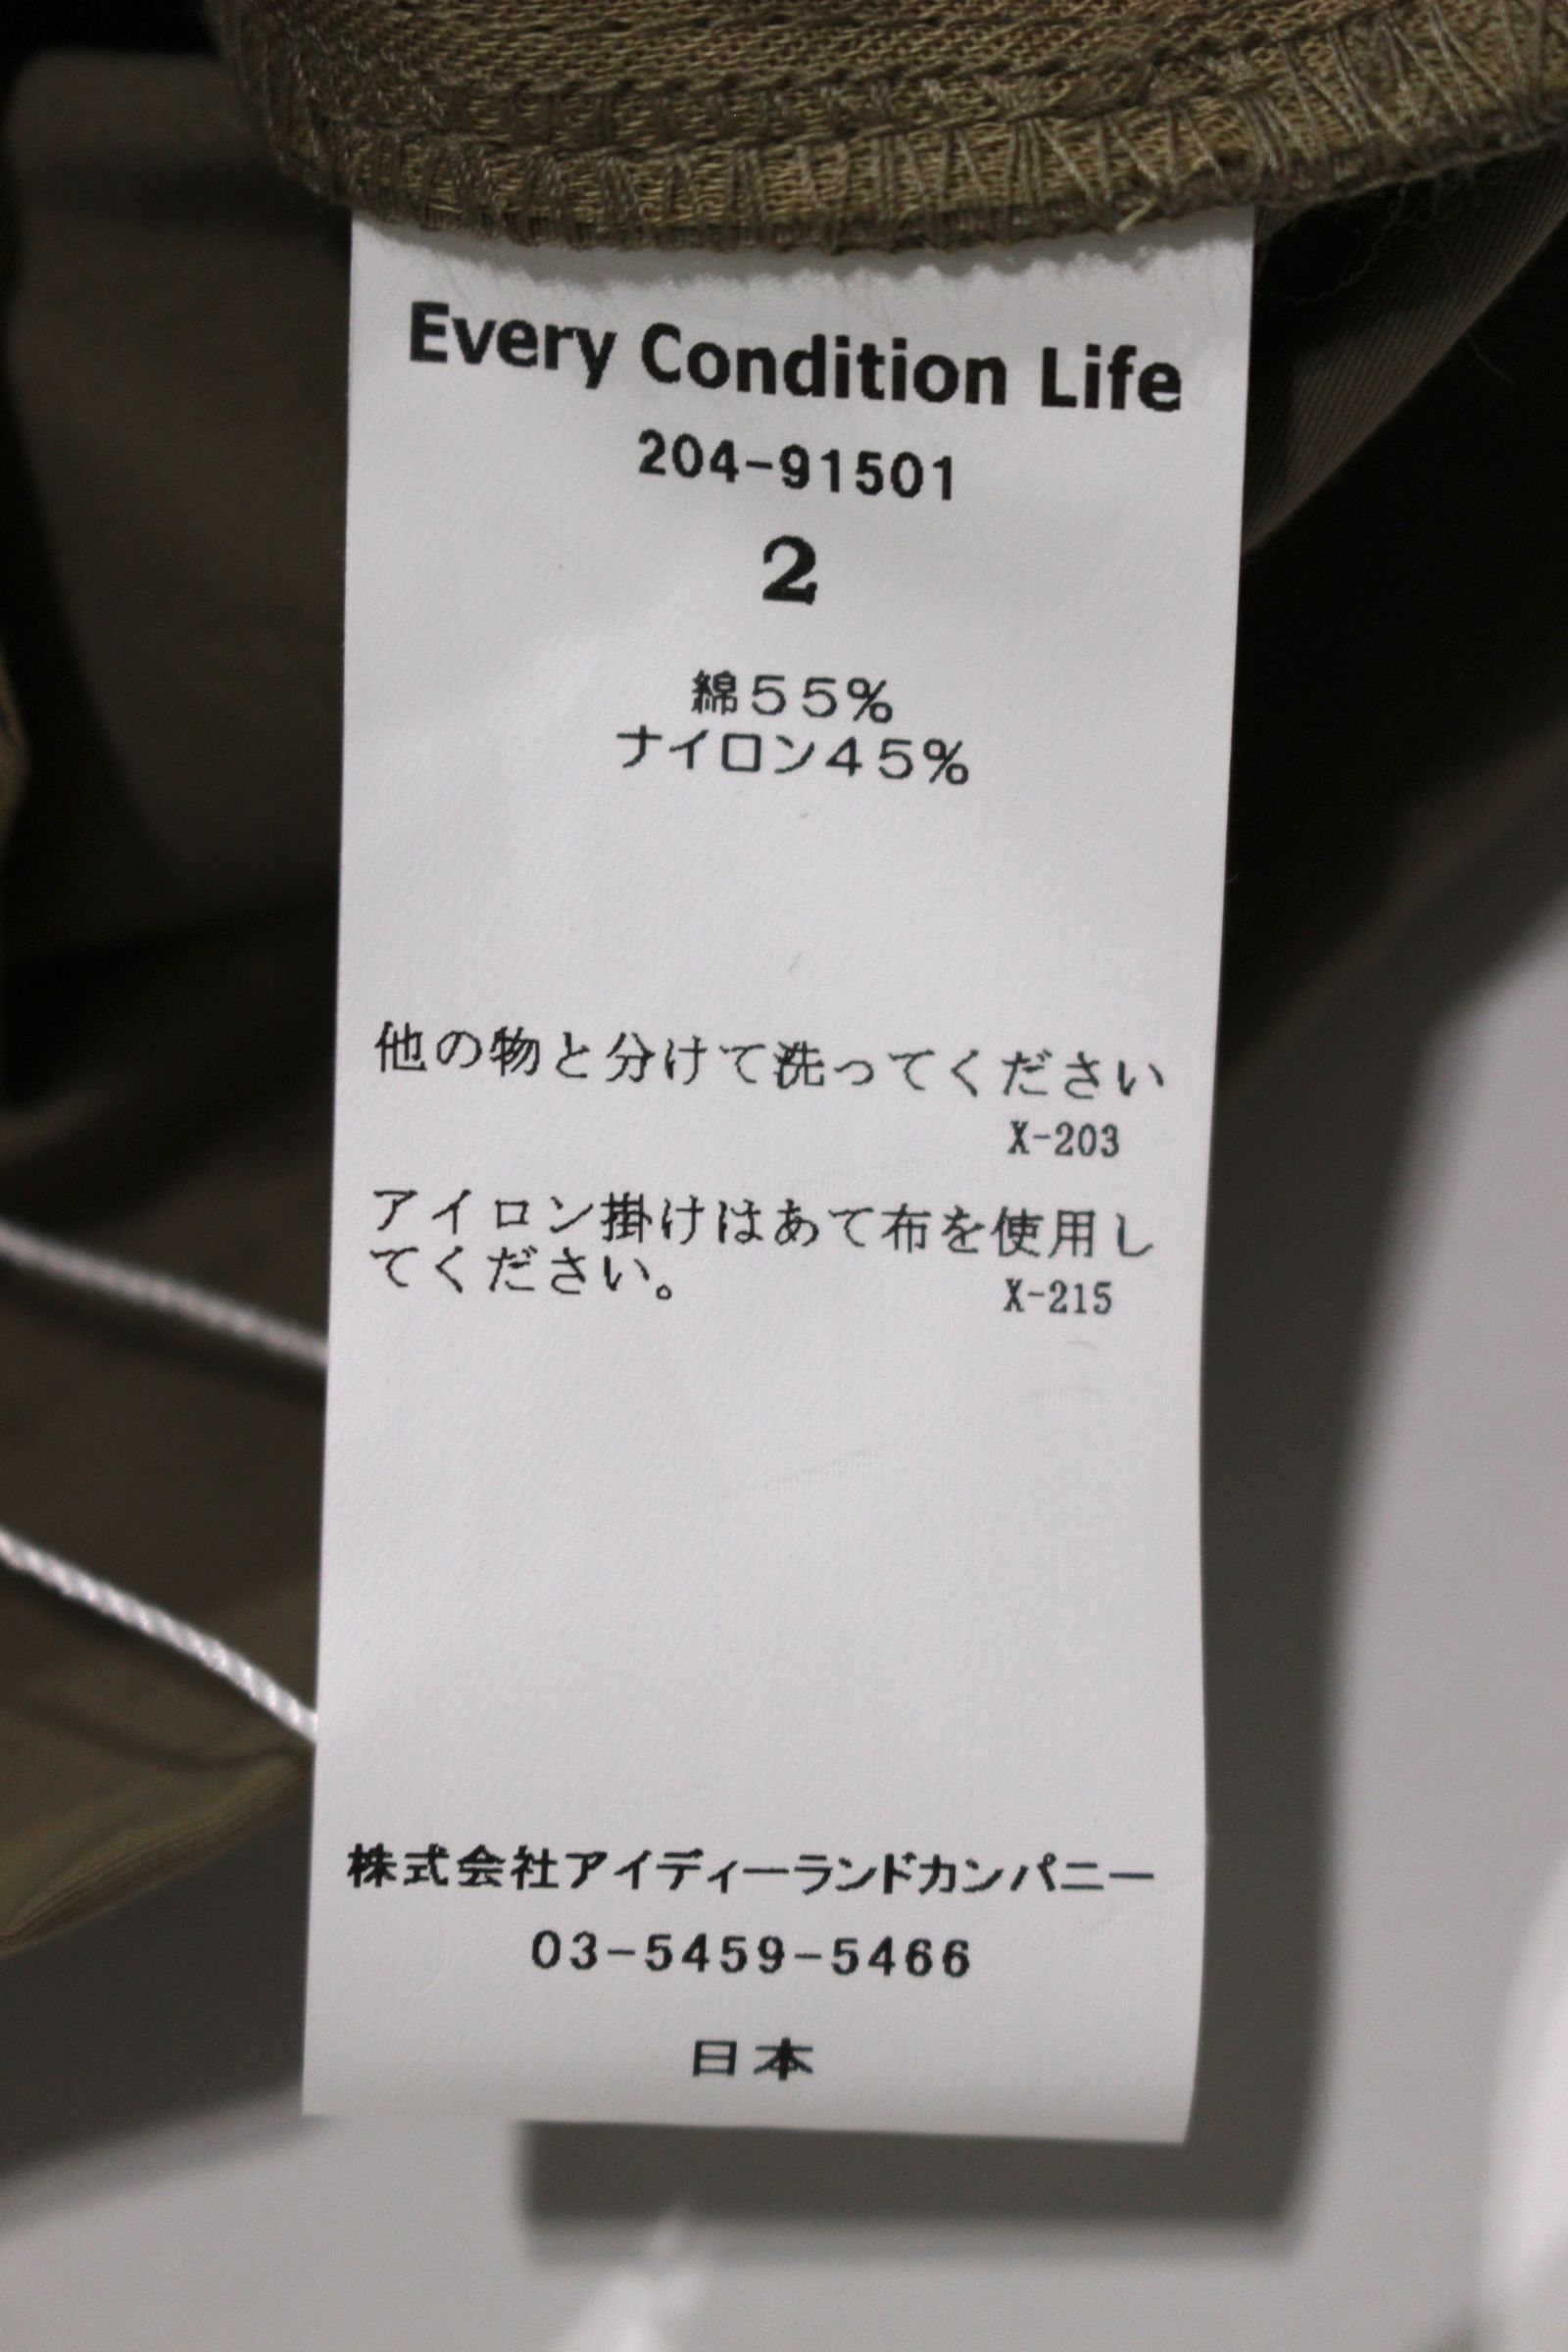 Every Condition Life
204-91501
2
綿55%
ナイロン45%
他の物と分けて洗ってください
X-203
アイロン掛けはあて布を使用し
てください。
X-215
株式会社アイディーランドカンパニー
03-5459-5466
日本